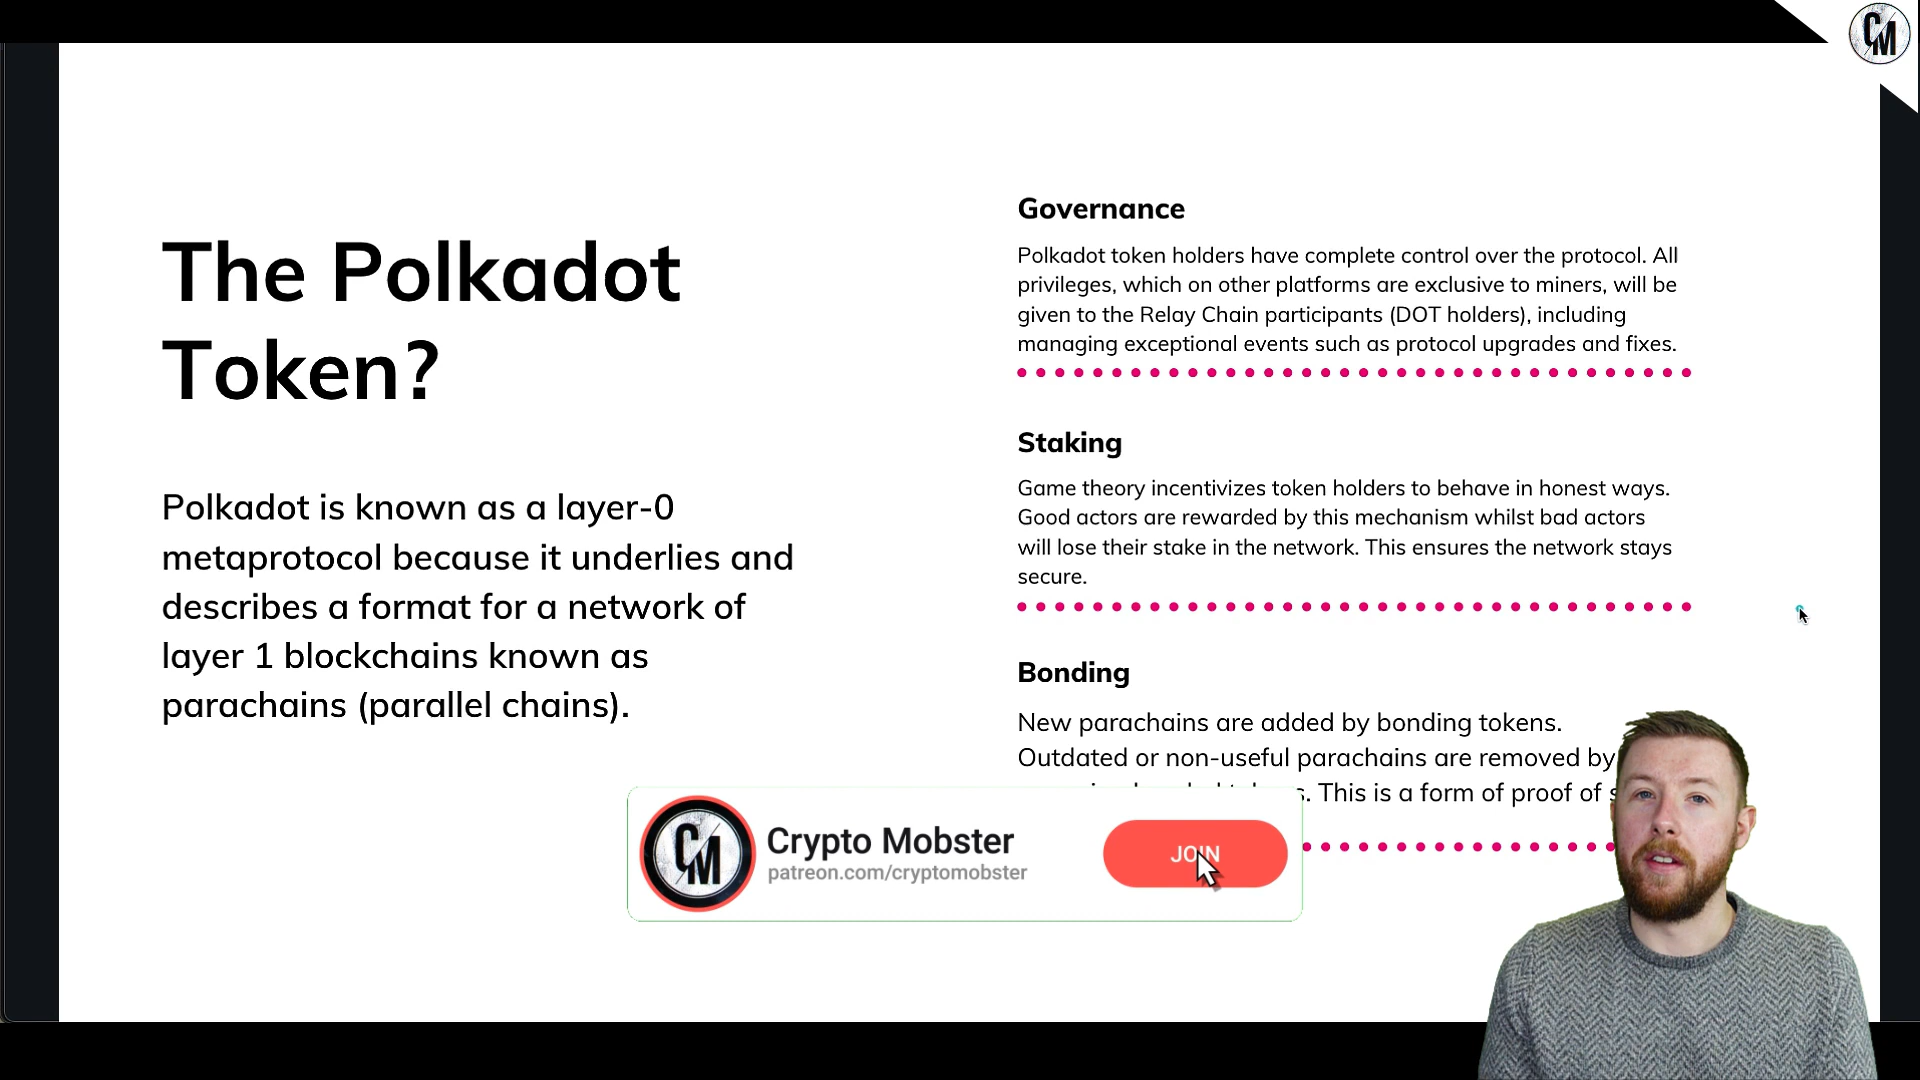 CM
The Polkadot
Token?
Polkadot is known as a layer-0
metaprotocol because it underlies and
describes a format for a network of
layer 1 blockchains known as
parachains (parallel chains).
Governance
Polkadot token holders have complete control over the protocol. All
privileges, which on other platforms are exclusive to miners, will be
given to the Relay Chain participants (DOT holders), including
managing exceptional events such as protocol upgrades and fixes.
Staking
Game theory incentivizes token holders to behave in honest ways.
Good actors are rewarded by this mechanism whilst bad actors
will lose their stake in the network. This ensures the network stays
secure.
Bonding
New parachains are added by bonding tokens.
Outdated or non-useful parachains are removed by
This is a form of proof of
CM
Crypto Mobster
patreon.com/cryptomobster
JOIN